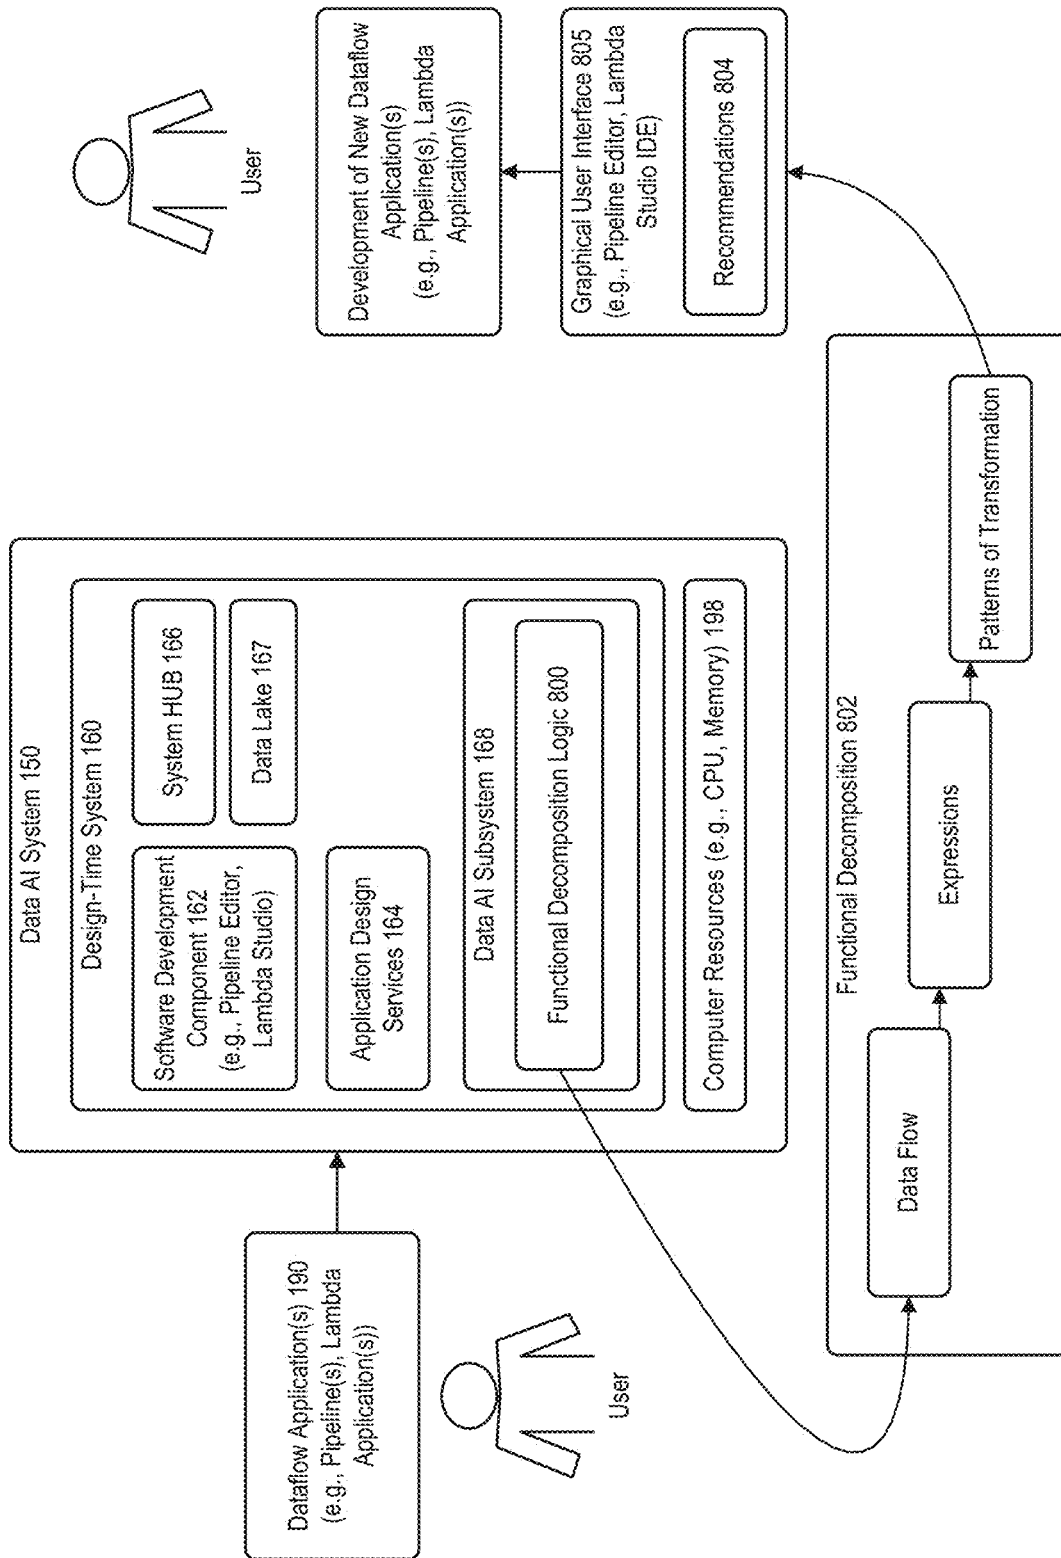 Dataflow Application(s) 190
(e.g., Pipeline(s), Lambda
Application(s))
User
Data AI System 150
Design-Time System 160
Software Development
Component 162
(e.g., Pipeline Editor,
Lambda Studio)
System HUB 166
Data Lake 167
Application Design
Services 164
Data AI Subsystem 168
Functional Decomposition Logic 800
Computer Resources (e.g., CPU, Memory) 198
User
Development of New Dataflow
Application(s)
(e.g., Pipeline(s), Lambda
Application(s))
Graphical User Interface 805
(e.g., Pipeline Editor, Lambda
Studio IDE)
Recommendations 804
Functional Decomposition 802
Data Flow
Expressions
Patterns of Transformation